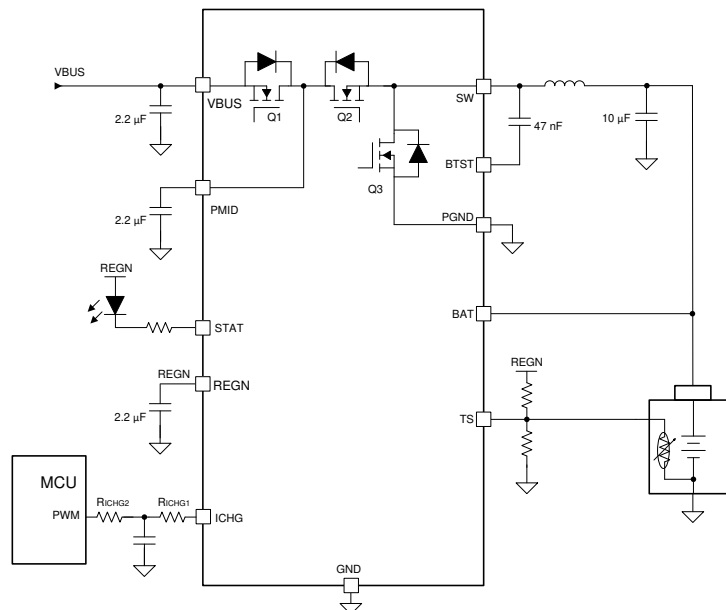 VBUS
2.2 µF
VBUS
Q1
Q2
SW
47 nF
10 µF
BTST
Q3
2.2 µF
PMID
PGND
REGN
STAT
BAT
REGN
REGN
REGN
2.2 µF
TS
MCU
PWM
RICHG2
RICHG1
ICHG
GND